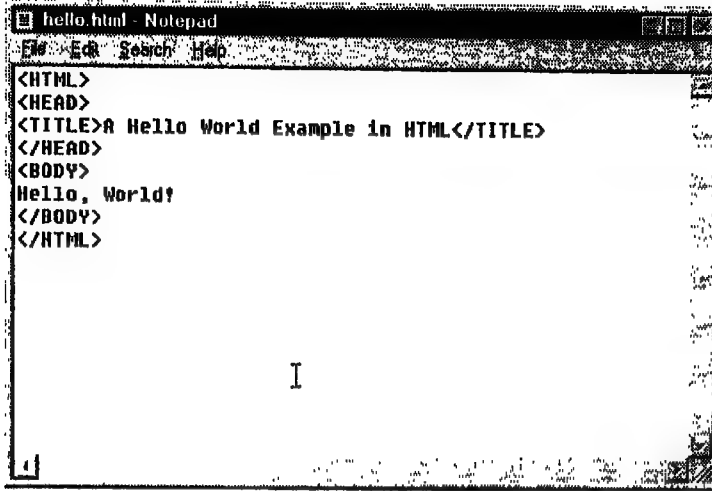 hello.html - Notepad
File Edit Search Help
<HTML>
<HEAD>
<TITLE>A Hello World Example in HTML</TITLE>
</HEAD>
<BODY>
Hello, World!
</BODY>
</HTML>